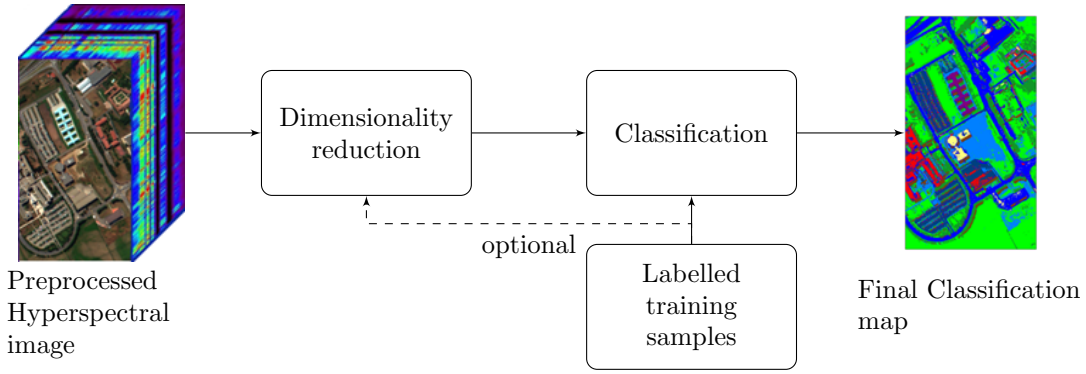 Dimensionality
reduction
Classification
optional
Labelled
training
samples
Preprocessed
Hyperspectral
image
Final Classification
map